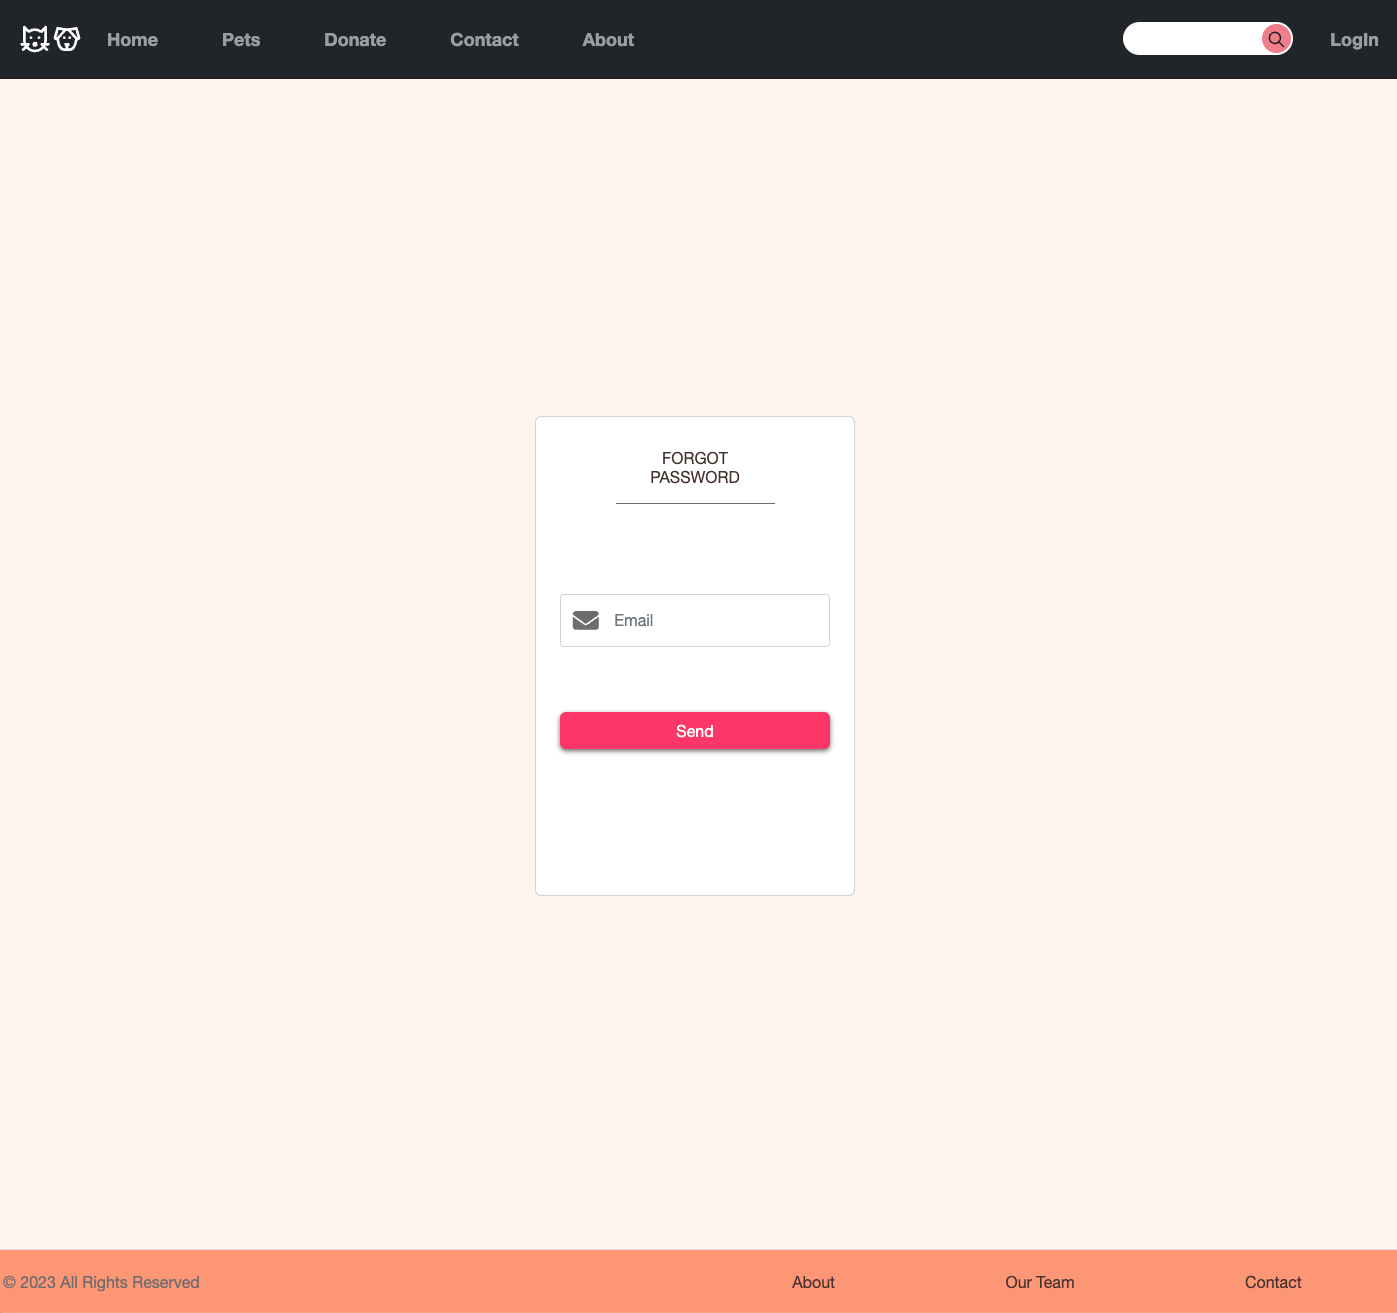 Home Pets Donate Contact About LogIn
FORGOT
PASSWORD
Email
Send
© 2023 All Rights Reserved About Our Team Contact